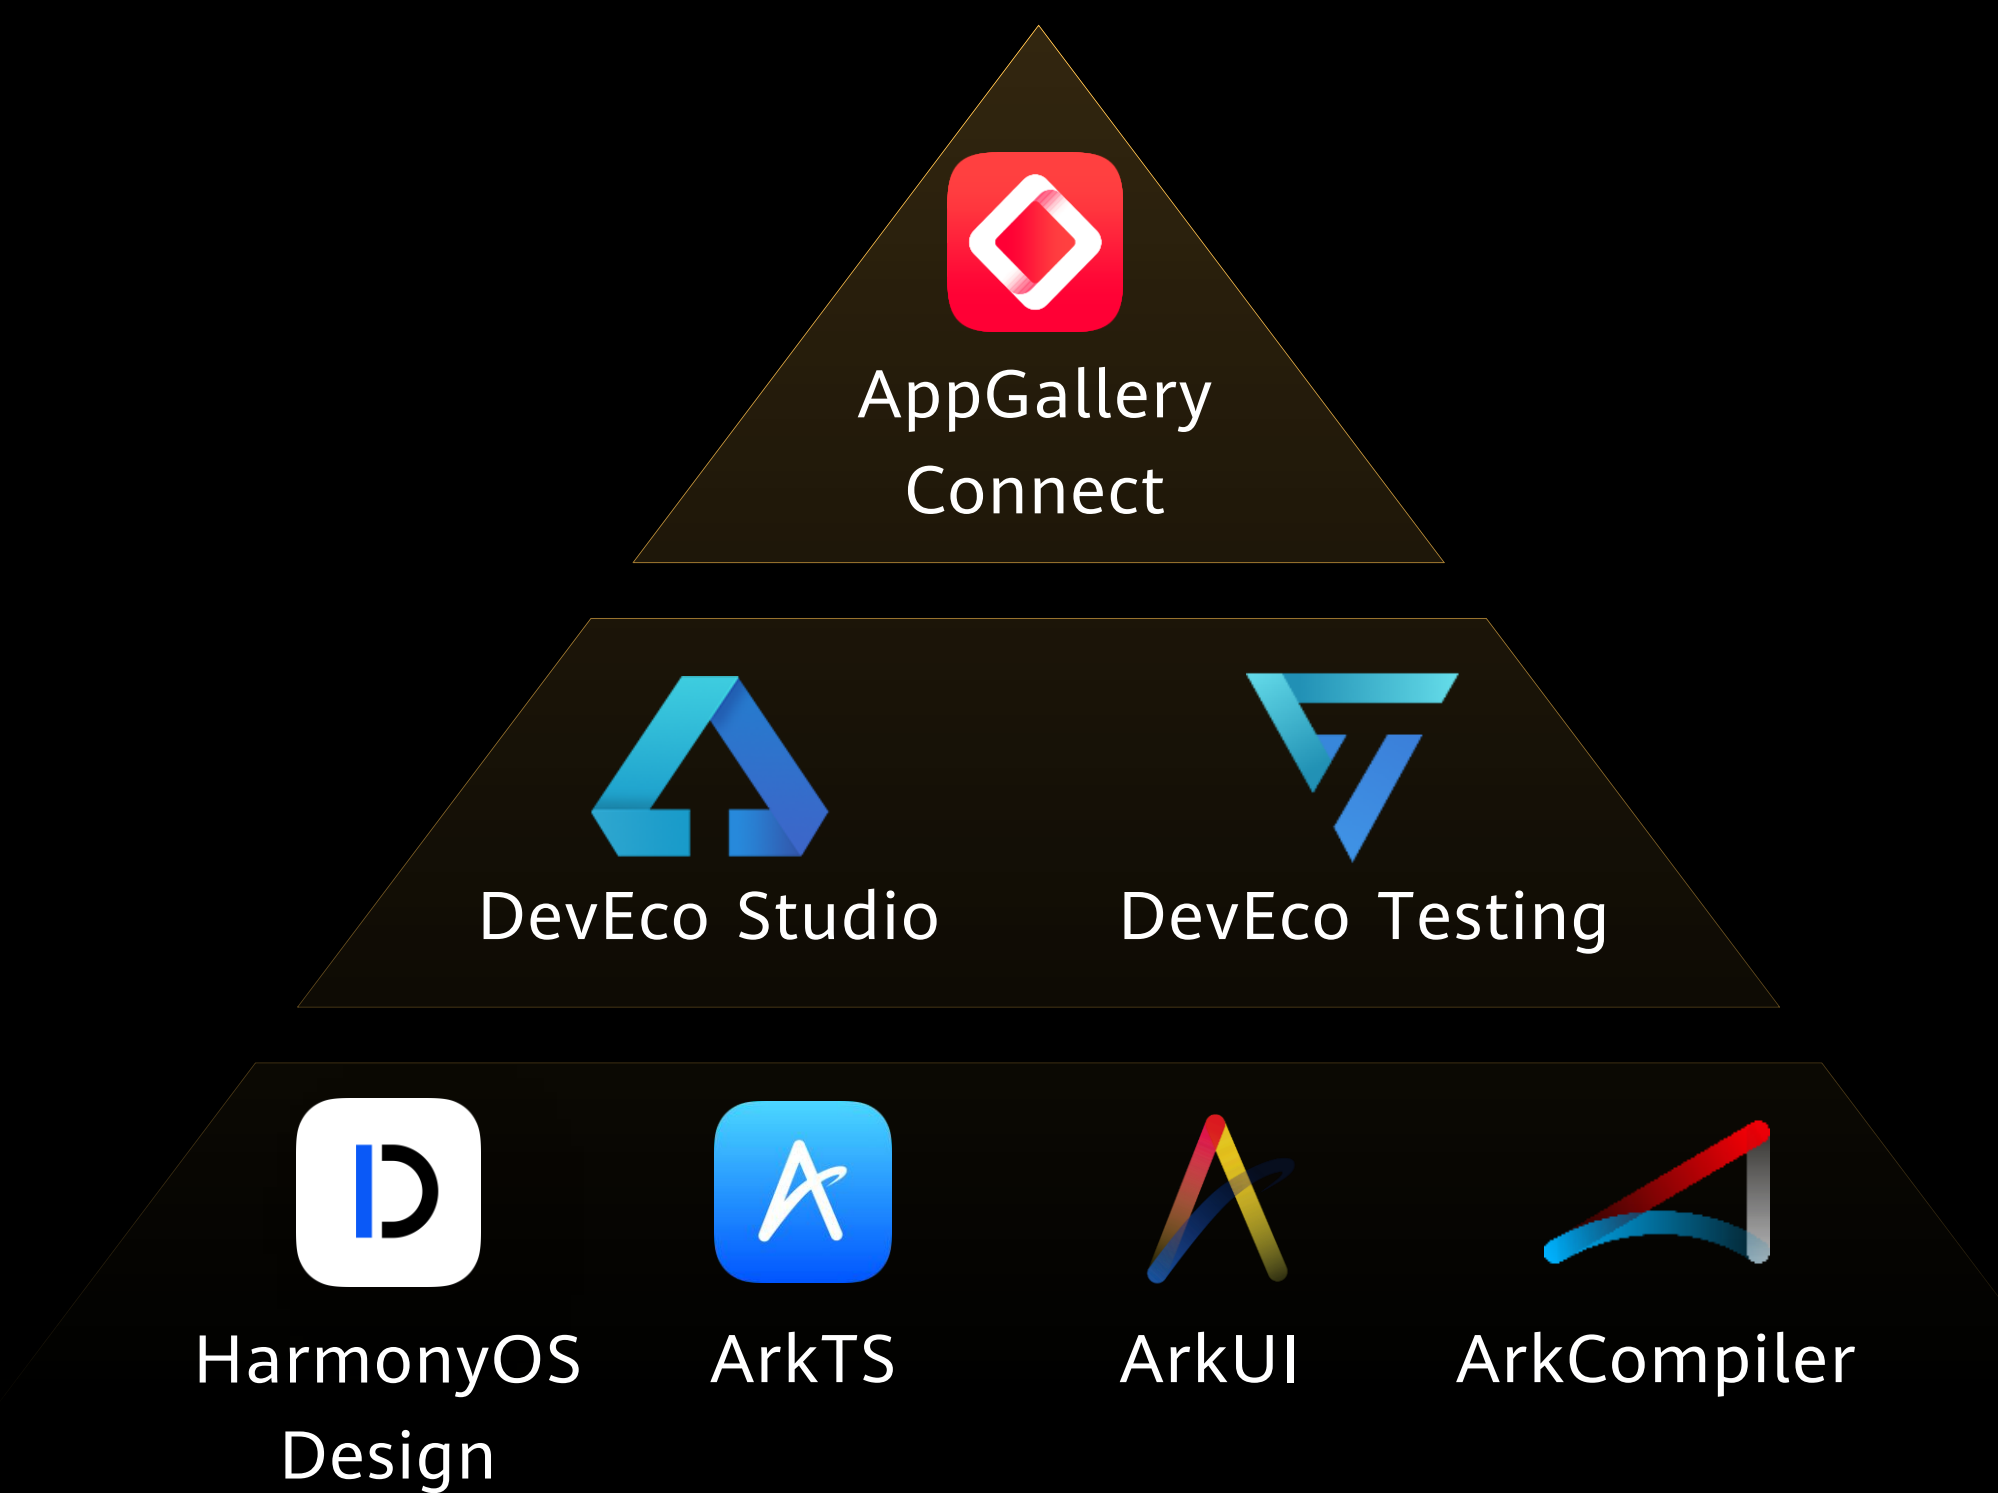 AppGallery
Connect
DevEco Studio
DevEco Testing
HarmonyOS
Design
ArkTS
ArkUI
ArkCompiler